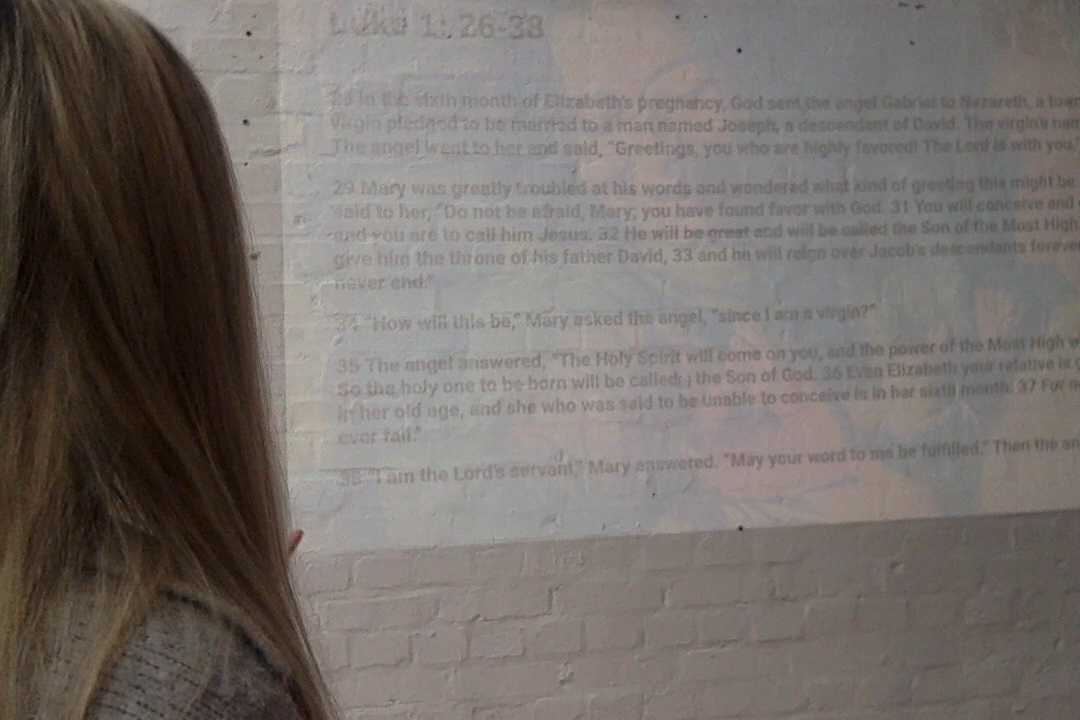 Luke 1: 26-38
26 In the sixth month of Elizabeth's pregnancy, God sent the angel Gabriel to Nazareth, a town
virgin pledged to be married to a man named Joseph, a descendant of David. The virgin's nam
The angel went to her and said, "Greetings, you who are highly favored! The Lord is with you."
29 Mary was greatly troubled at his words and wondered what kind of greeting this might be.
said to her, "Do not be afraid, Mary; you have found favor with God. 31 You will conceive and
and you are to call him Jesus. 32 He will be great and will be called the Son of the Most High
give him the throne of his father David, 33 and he will reign over Jacob's descendants forever
never end."
34 "How will this be," Mary asked the angel, "since I am a virgin?"
35 The angel answered, "The Holy Spirit will come on you, and the power of the Most High w
So the holy one to be born will be called; j the Son of God. 36 Even Elizabeth your relative is g
in her old age, and she who was said to be unable to conceive is in her sixth month. 37 For n
ever fail."
38 "I am the Lord's servant," Mary answered. "May your word to me be fulfilled." Then the an